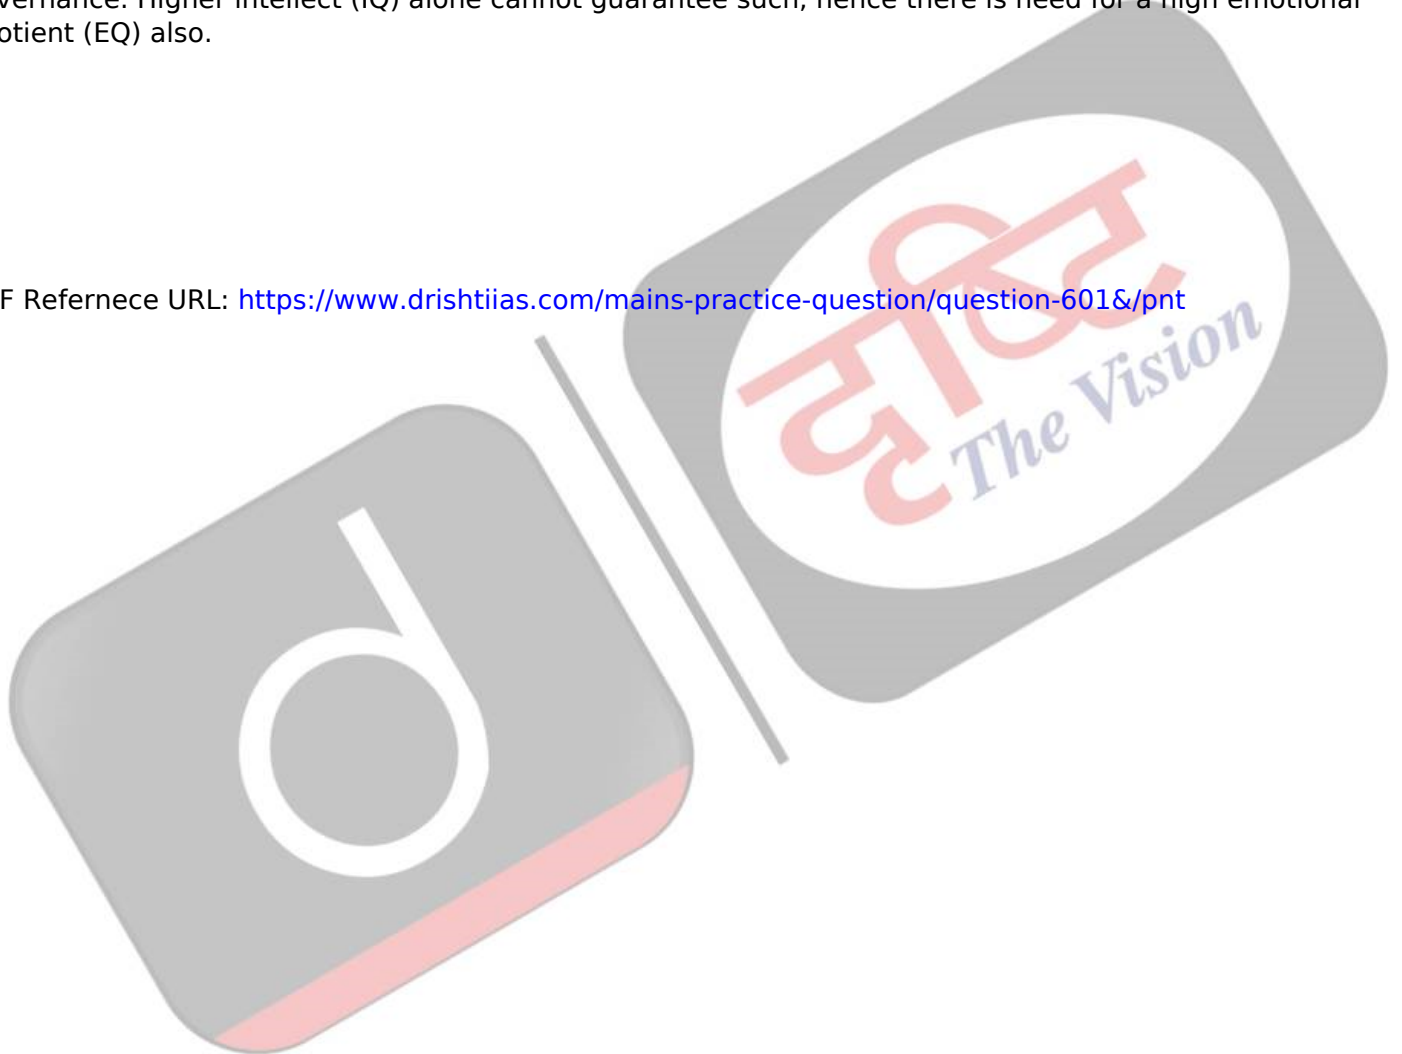 vernance. Higher intellect (IQ) alone cannot guarantee such, hence there is need for a high emotional
otient (EQ) also.
F Refernece URL: https://www.drishtiias.com/mains-practice-question/question-601&/pnt
दृष्टि
The Vision
d